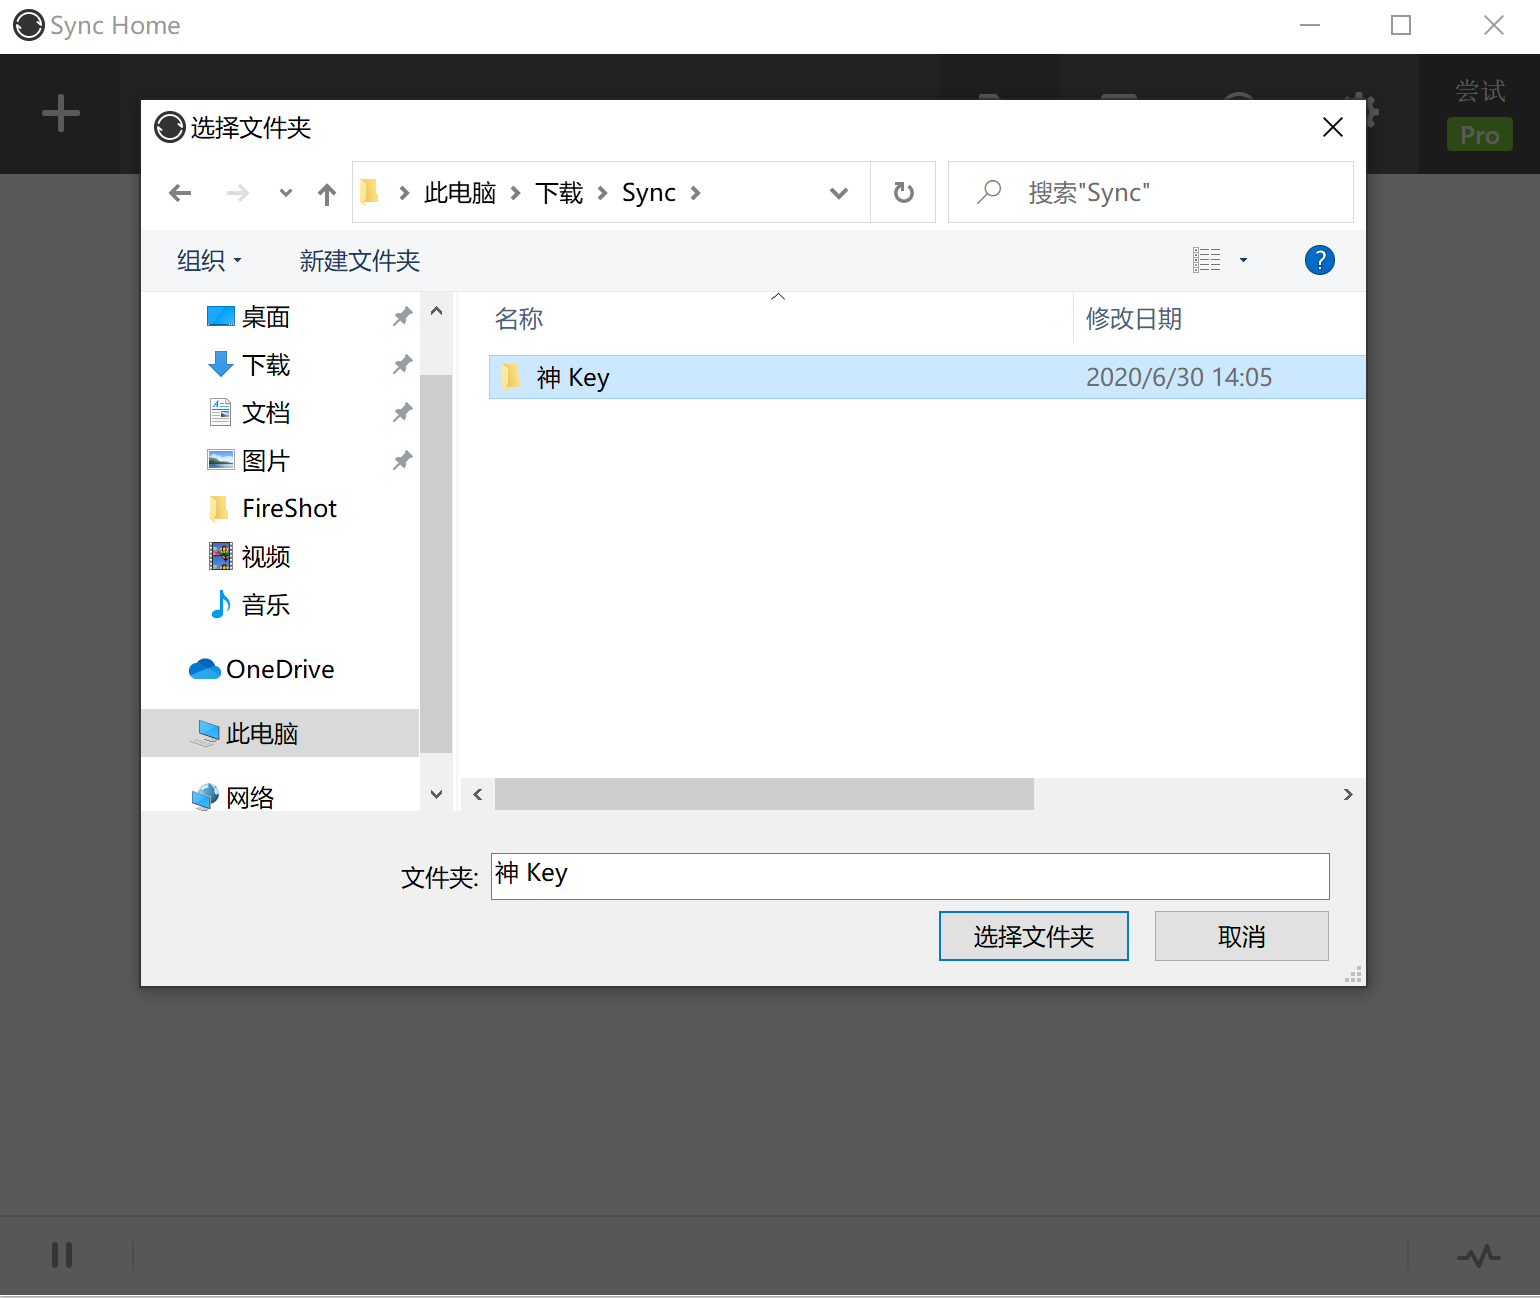 Sync Home
尝试
Pro
选择文件夹
此电脑 下载 Sync
搜索"Sync"
组织
新建文件夹
?
桌面
下载
文档
图片
FireShot
视频
音乐
OneDrive
此电脑
网络
名称
修改日期
神 Key
2020/6/30 14:05
文件夹:
神 Key
选择文件夹
取消